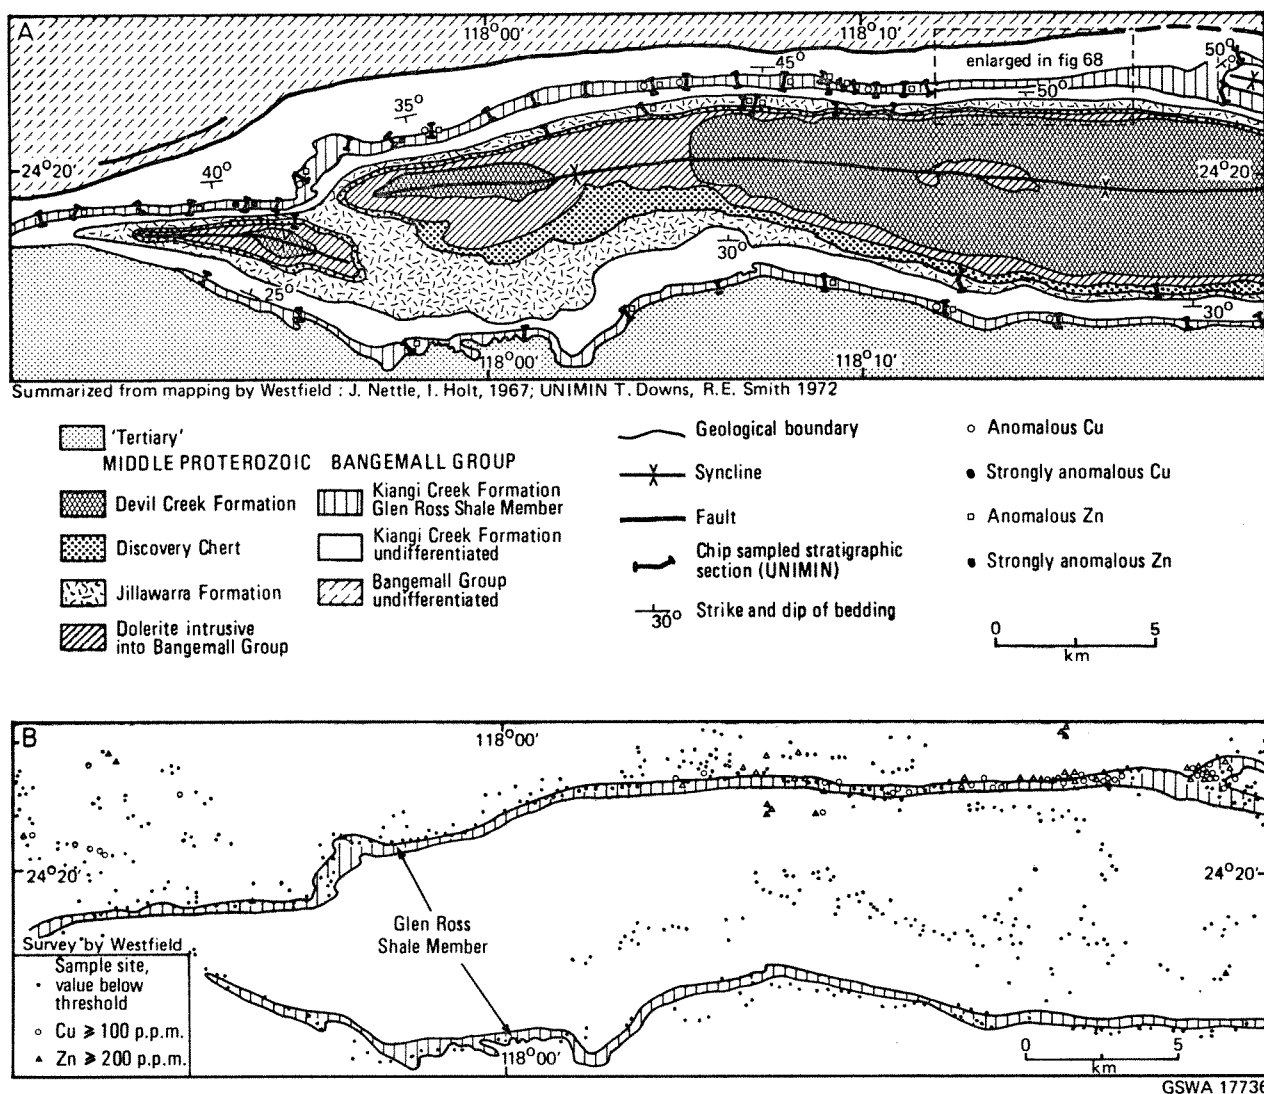 A
118°00'
118°10'
50°
45°
enlarged in fig 68
50°
35°
24°20'
24°20'
40°
30°
25°
30°
118°00'
118°10'
Summarized from mapping by Westfield : J. Nettle, I. Holt, 1967; UNIMIN T. Downs, R.E. Smith 1972
'Tertiary'
MIDDLE PROTEROZOIC BANGEMALL GROUP
Devil Creek Formation
Discovery Chert
Jillawarra Formation
Dolerite intrusive
into Bangemall Group
Kiangi Creek Formation
Glen Ross Shale Member
Kiangi Creek Formation
undifferentiated
Bangemall Group
undifferentiated
Geological boundary
Syncline
Fault
Chip sampled stratigraphic
section (UNIMIN)
30°
Strike and dip of bedding
Anomalous Cu
Strongly anomalous Cu
Anomalous Zn
Strongly anomalous Zn
0 5
km
B
118°00'
24°20'
24°20'
Glen Ross
Shale Member
Survey by Westfield
Sample site,
value below
threshold
Cu ⩾ 100 p.p.m.
Zn ⩾ 200 p.p.m.
118°00'
0 5
km
GSWA 17736